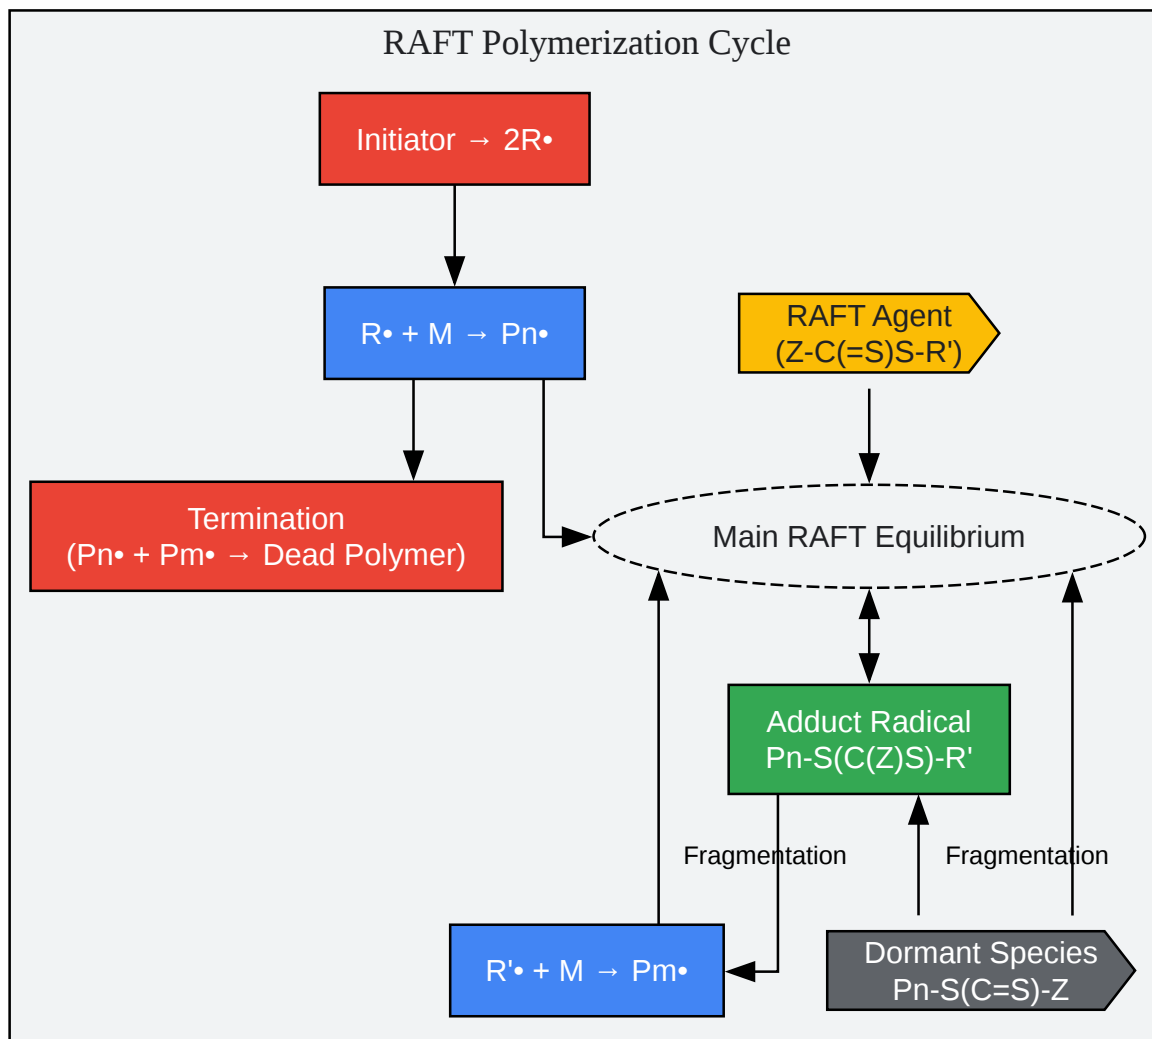 RAFT Polymerization Cycle
Initiator → 2R•
R• + M → Pn•
RAFT Agent
(Z-C(=S)S-R')
Termination
(Pn• + Pm• → Dead Polymer)
Main RAFT Equilibrium
Adduct Radical
Pn-S(C(Z)S)-R'
Fragmentation
Fragmentation
R'• + M → Pm•
Dormant Species
Pn-S(C=S)-Z